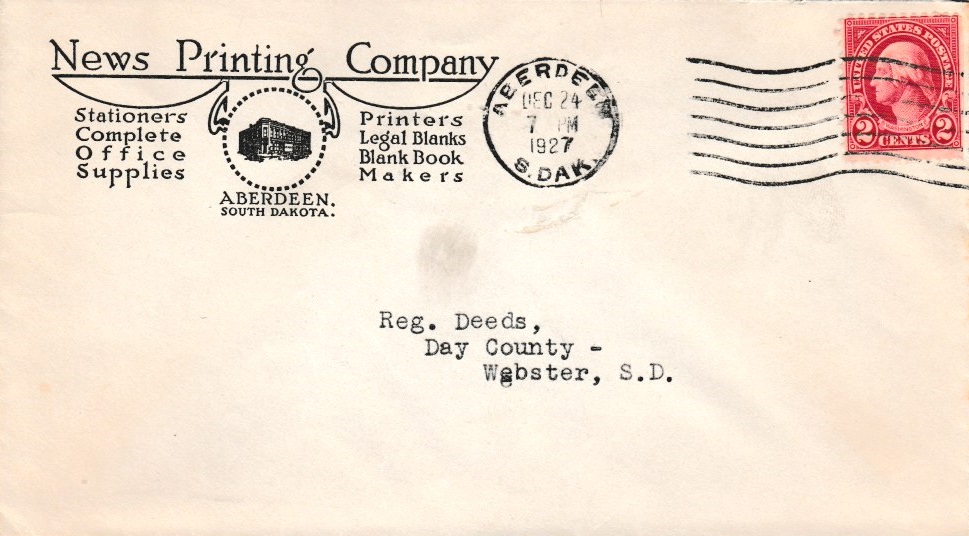 News Printing Company
Stationers
Complete
Office
Supplies
Printers
Legal Blanks
Blank Book
Makers
ABERDEEN.
SOUTH DAKOTA.
ABERDEEN
DEC 24
7 PM
1927
S. DAK.
UNITED STATES POSTAGE
2 CENTS 2
Reg. Deeds,
Day County -
Webster, S.D.